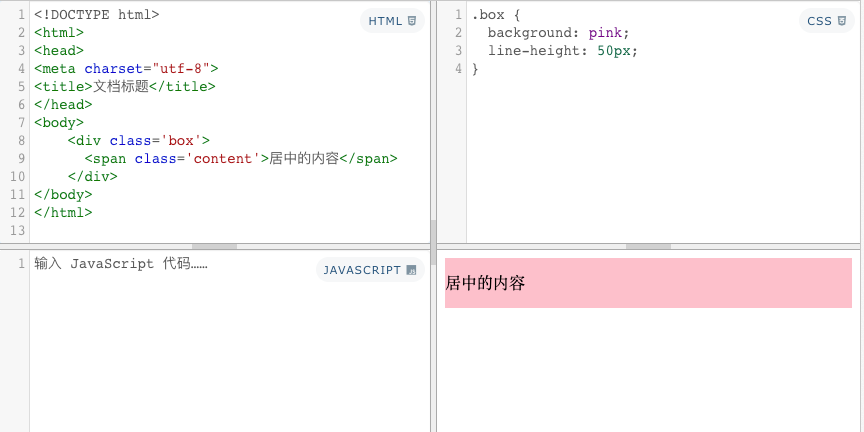 1 <!DOCTYPE html>
HTML
2 <html>
3 <head>
4 <meta charset="utf-8">
5 <title>文档标题</title>
6 </head>
7 <body>
8     <div class='box'>
9       <span class='content'>居中的内容</span>
10     </div>
11 </body>
12 </html>
13
1 .box {
CSS
2   background: pink;
3   line-height: 50px;
4 }
1 输入 JavaScript 代码……
JAVASCRIPT
居中的内容